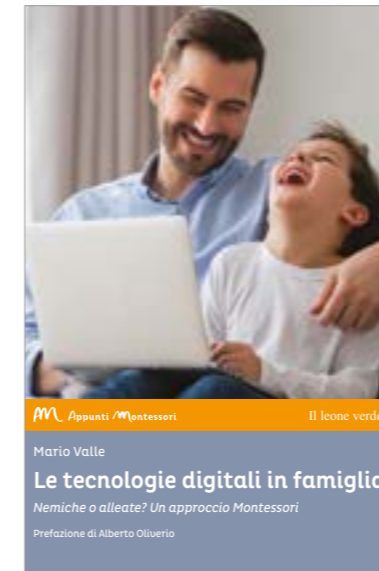 Appunti Montessori
Il leone verde
Mario Valle
Le tecnologie digitali in famiglia
Nemiche o alleate? Un approccio Montessori
Prefazione di Alberto Oliverio